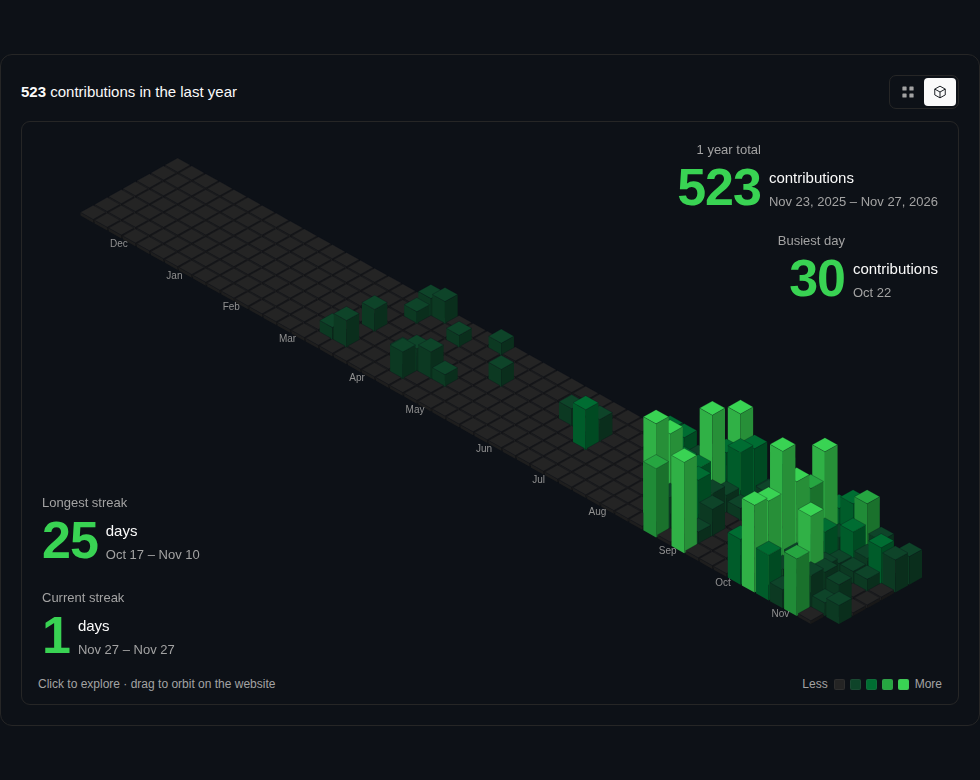 523 contributions in the last year
1 year total
523 contributions
Nov 23, 2025 – Nov 27, 2026
Busiest day
30 contributions
Oct 22
Dec
Jan
Feb
Mar
Apr
May
Jun
Jul
Aug
Sep
Oct
Nov
Longest streak
25 days
Oct 17 – Nov 10
Current streak
1 days
Nov 27 – Nov 27
Click to explore · drag to orbit on the website
Less More